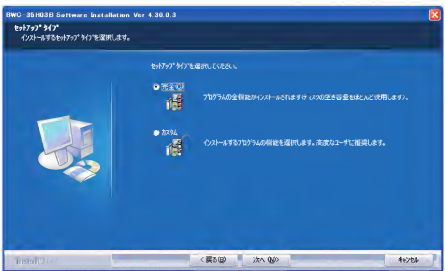 BWC-35H03B Software Installation Ver 4.30.0.3
セットアップ タイプ
インストールするセットアップ タイプを選択します。
セットアップ タイプを選択してください。
完全(C)
プログラムの全機能がインストールされます(ディスクの空き容量をほとんど使用します)。
カスタム
インストールするプログラムの機能を選択します。高度なユーザに推奨します。
InstallShield
< 戻る(B)
次へ (N)>
キャンセル